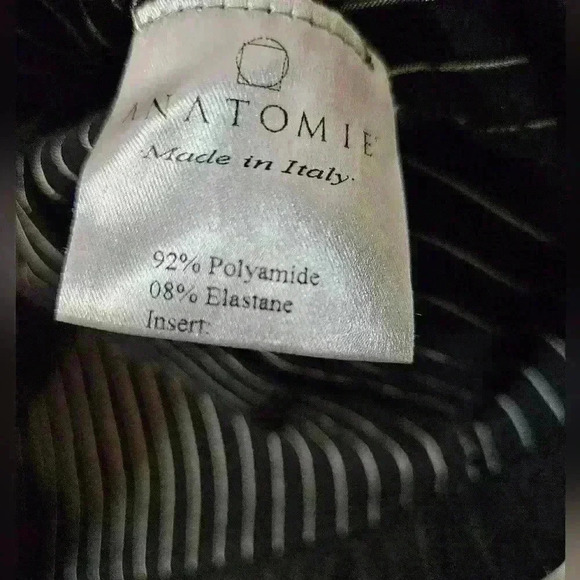 ANATOMIE
Made in Italy
92% Polyamide
08% Elastane
Insert: